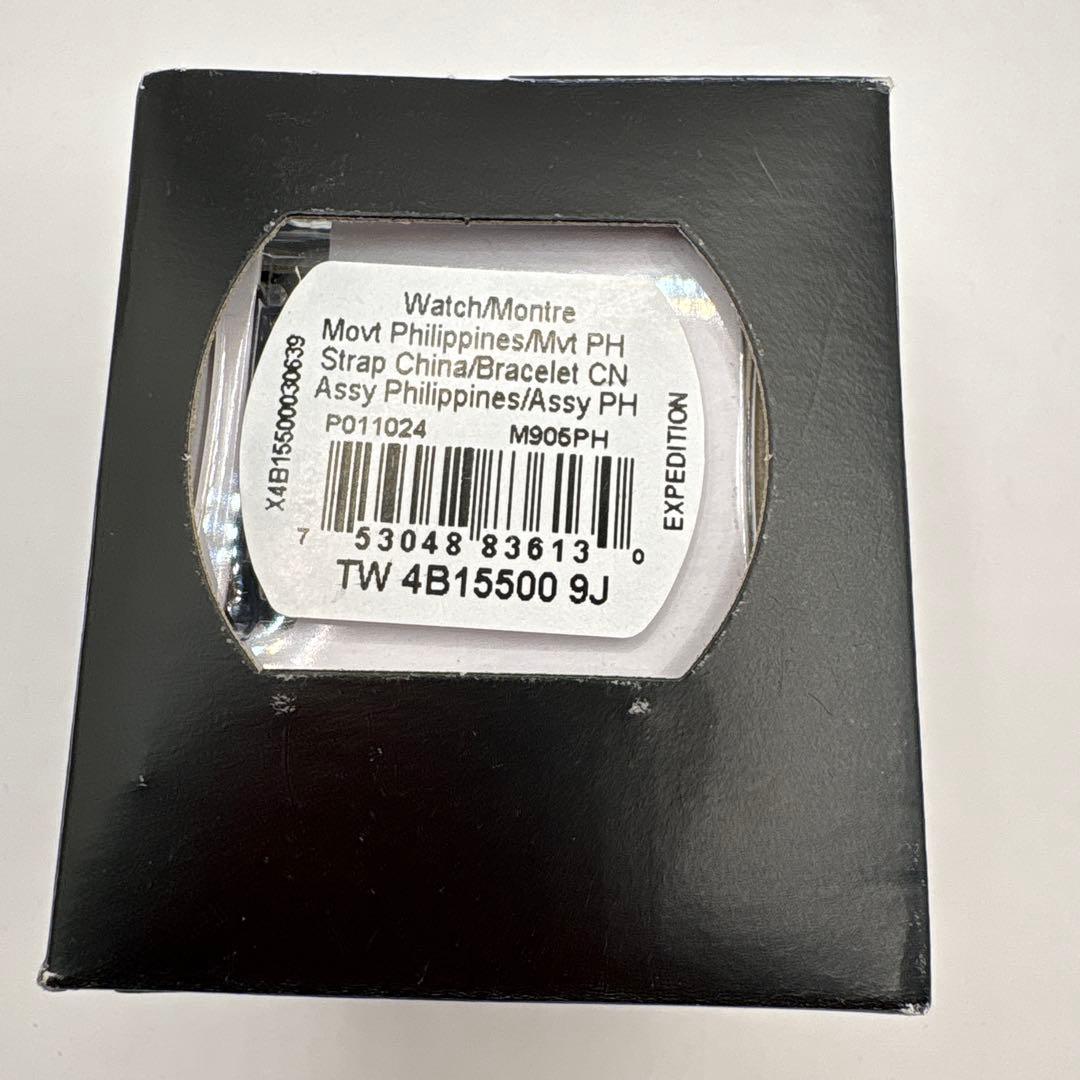 Watch/Montre
Movt Philippines/Mvt PH
Strap China/Bracelet CN
Assy Philippines/Assy PH
P011024 M905PH
X4B15500030639
EXPEDITION
7 53048 83613 0
TW 4B15500 9J